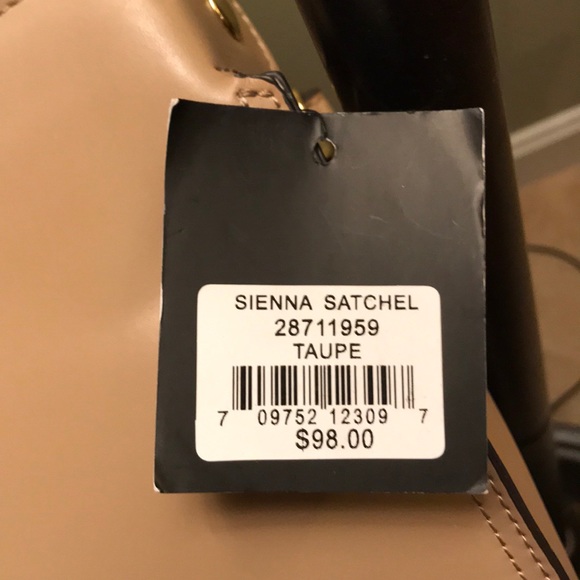 SIENNA SATCHEL
28711959
TAUPE
7 09752 12309 7
$98.00